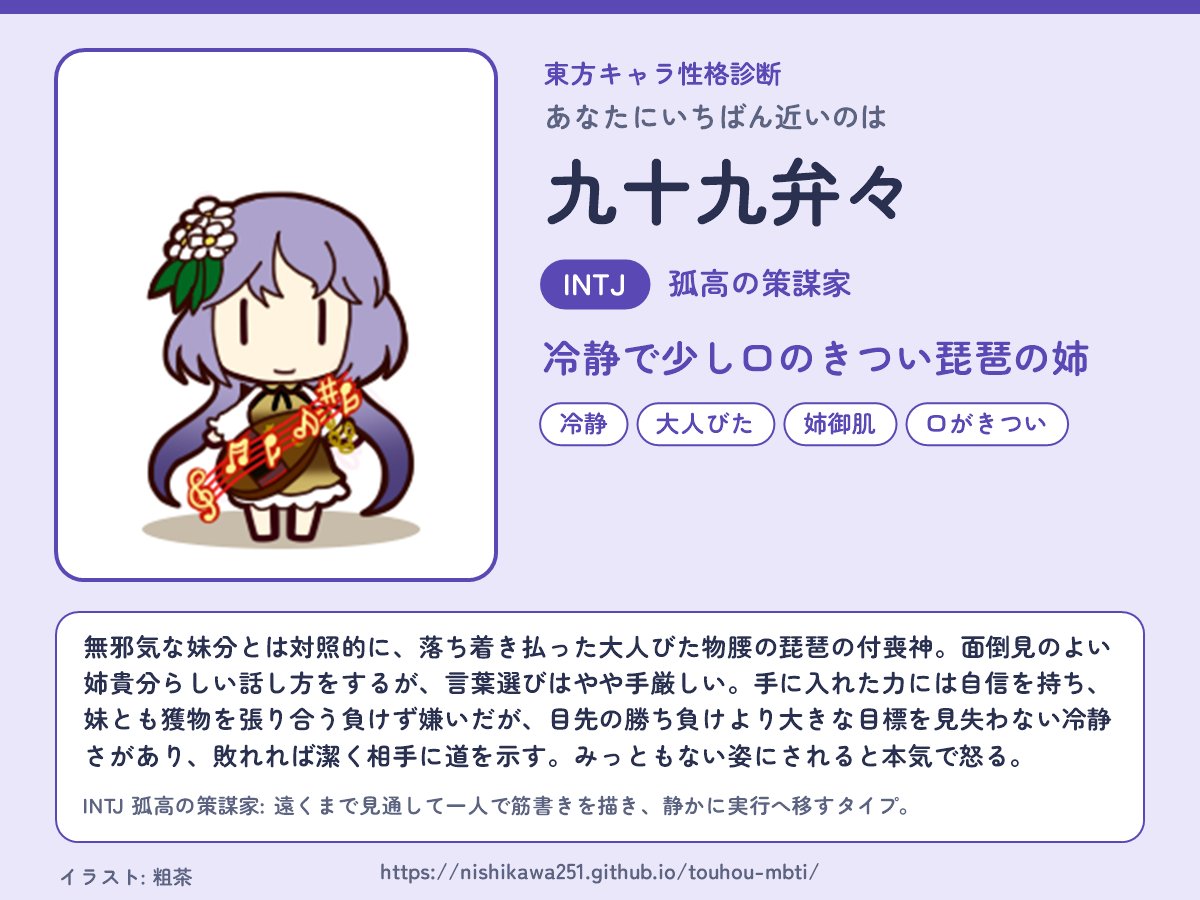 東方キャラ性格診断
あなたにいちばん近いのは
九十九弁々
INTJ 孤高の策謀家
冷静で少し口のきつい琵琶の姉
冷静 大人びた 姉御肌 口がきつい
無邪気な妹分とは対照的に、落ち着き払った大人びた物腰の琵琶の付喪神。面倒見のよい
姉貴分らしい話し方をするが、言葉選びはやや手厳しい。手に入れた力には自信を持ち、
妹とも獲物を張り合う負けず嫌いだが、目先の勝ち負けより大きな目標を見失わない冷静
さがあり、敗れれば潔く相手に道を示す。みっともない姿にされると本気で怒る。
INTJ 孤高の策謀家: 遠くまで見通して一人で筋書きを描き、静かに実行へ移すタイプ。
イラスト: 粗茶
https://nishikawa251.github.io/touhou-mbti/